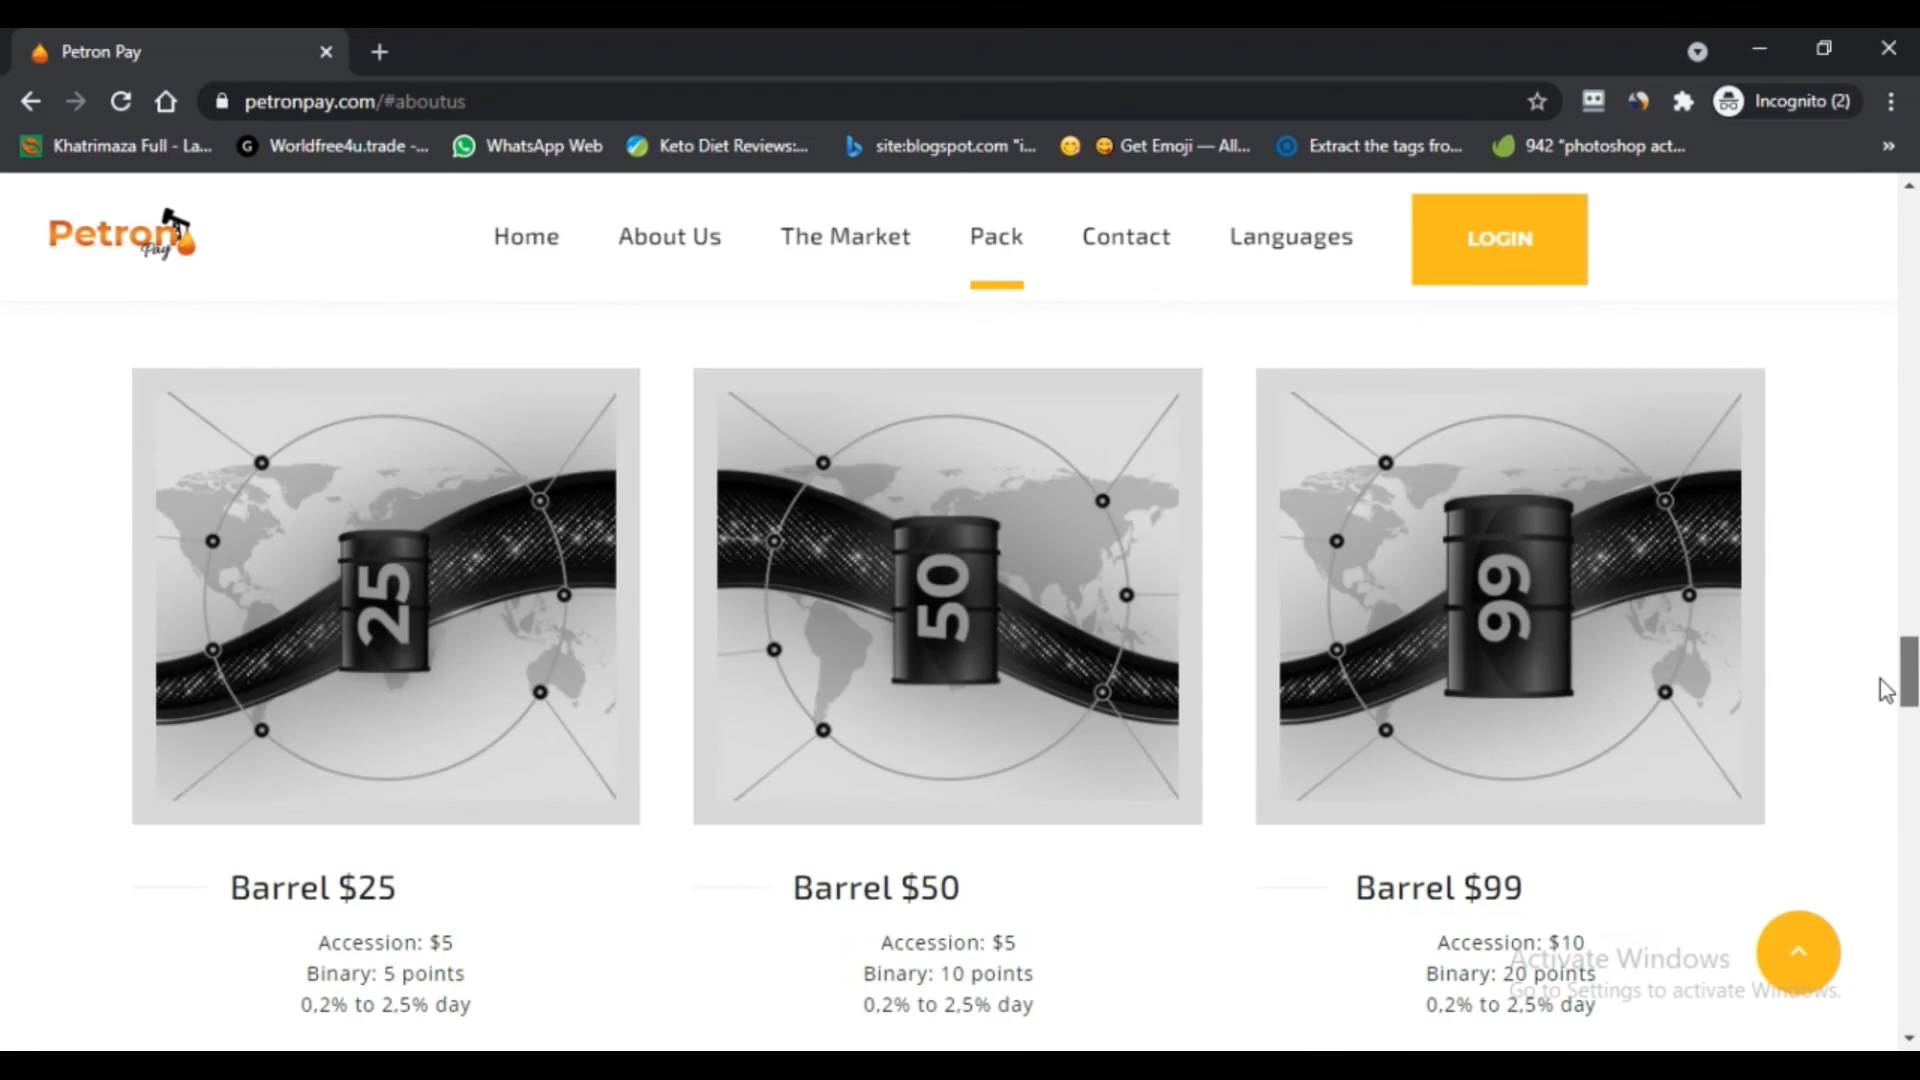 Petron Pay
petronpay.com/#aboutus
Incognito (2)
Khatrimaza Full - La...
G
Worldfree4u.trade -...
WhatsApp Web
Keto Diet Reviews:...
site:blogspot.com "i...
Get Emoji — All...
Extract the tags fro...
942 "photoshop act...
»
Petron
Pay
Home
About Us
The Market
Pack
Contact
Languages
LOGIN
25
50
99
Barrel $25
Accession: $5
Binary: 5 points
0,2% to 2,5% day
Barrel $50
Accession: $5
Binary: 10 points
0,2% to 2,5% day
Barrel $99
Accession: $10
Binary: 20 points
0,2% to 2,5% day
Activate Windows
Go to Settings to activate Windows.